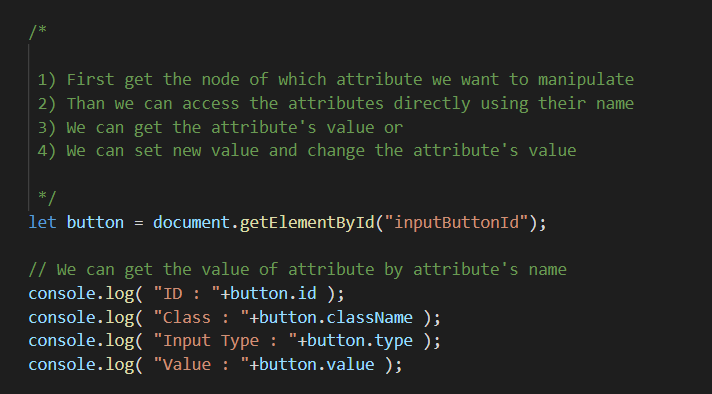 /*
1) First get the node of which attribute we want to manipulate
2) Than we can access the attributes directly using their name
3) We can get the attribute's value or
4) We can set new value and change the attribute's value
*/
let button = document.getElementById("inputButtonId");
// We can get the value of attribute by attribute's name
console.log( "ID : "+button.id );
console.log( "Class : "+button.className );
console.log( "Input Type : "+button.type );
console.log( "Value : "+button.value );